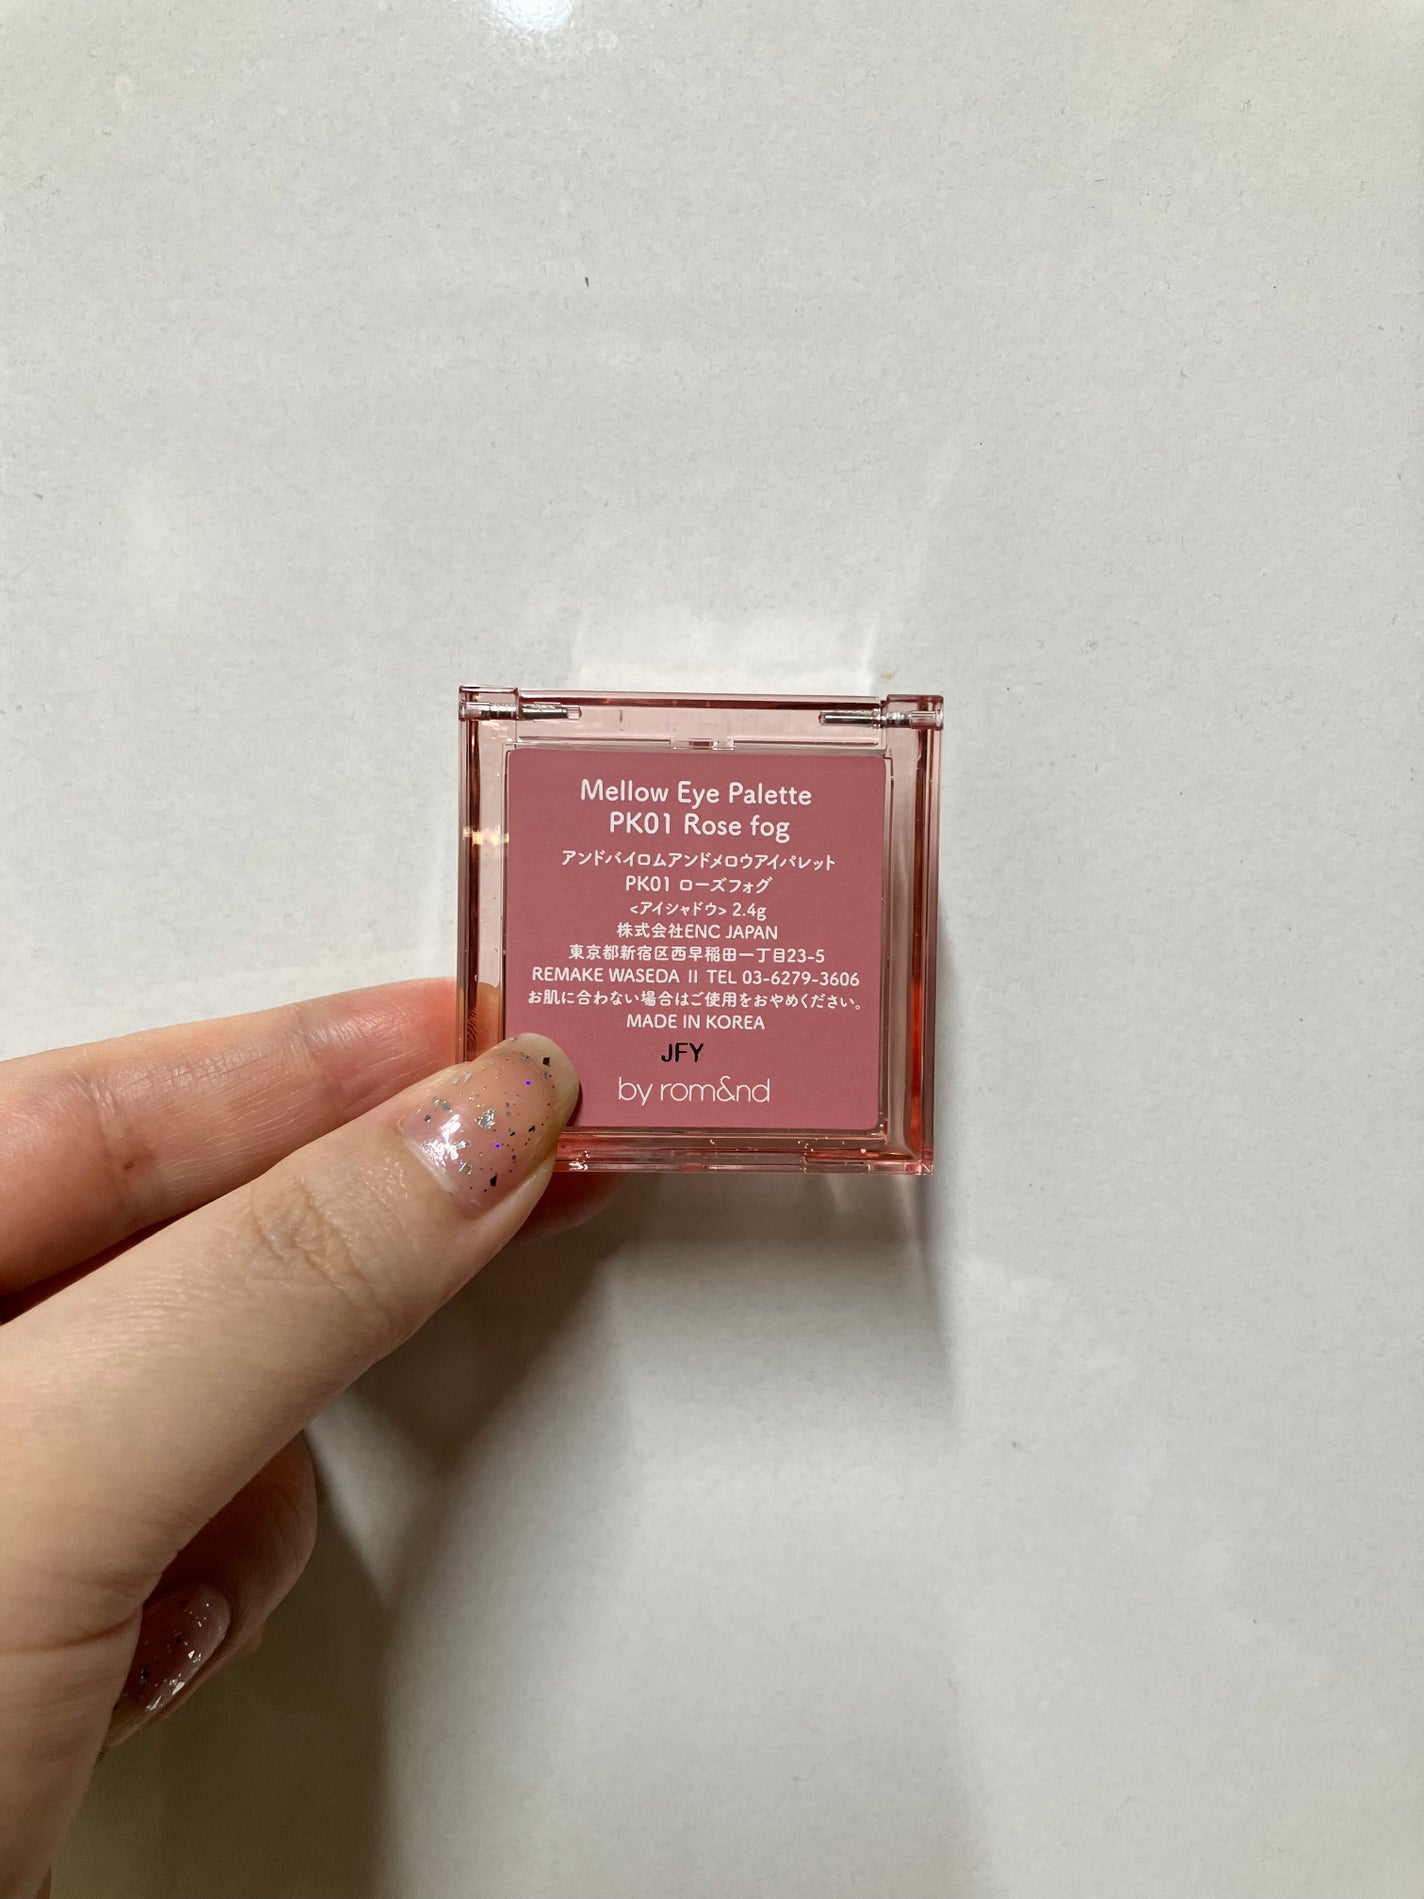 Mellow Eye Palette
PK01 Rose fog
アンドバイロムアンドメロウアイパレット
PK01 ローズフォグ
<アイシャドウ> 2.4g
株式会社ENC JAPAN
東京都新宿区西早稲田一丁目23-5
REMAKE WASEDA II TEL 03-6279-3606
お肌に合わない場合はご使用をおやめください。
MADE IN KOREA
JFY
by rom&nd